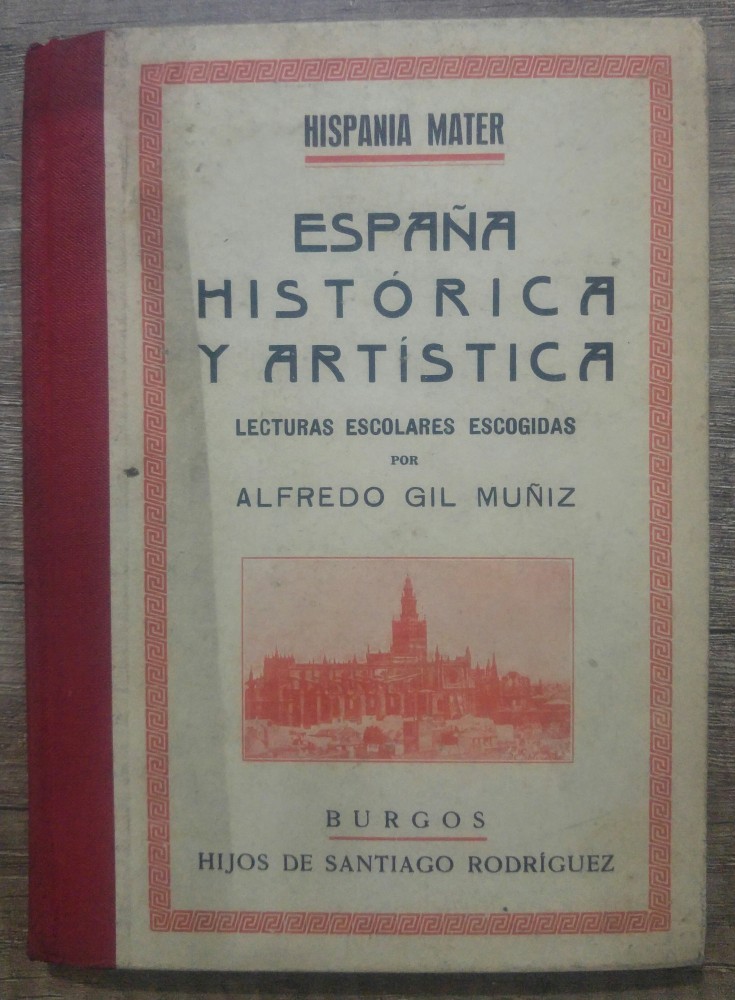 HISPANIA MATER
ESPAÑA
HISTÓRICA
Y ARTÍSTICA
LECTURAS ESCOLARES ESCOGIDAS
POR
ALFREDO GIL MUÑIZ
BURGOS
HIJOS DE SANTIAGO RODRÍGUEZ